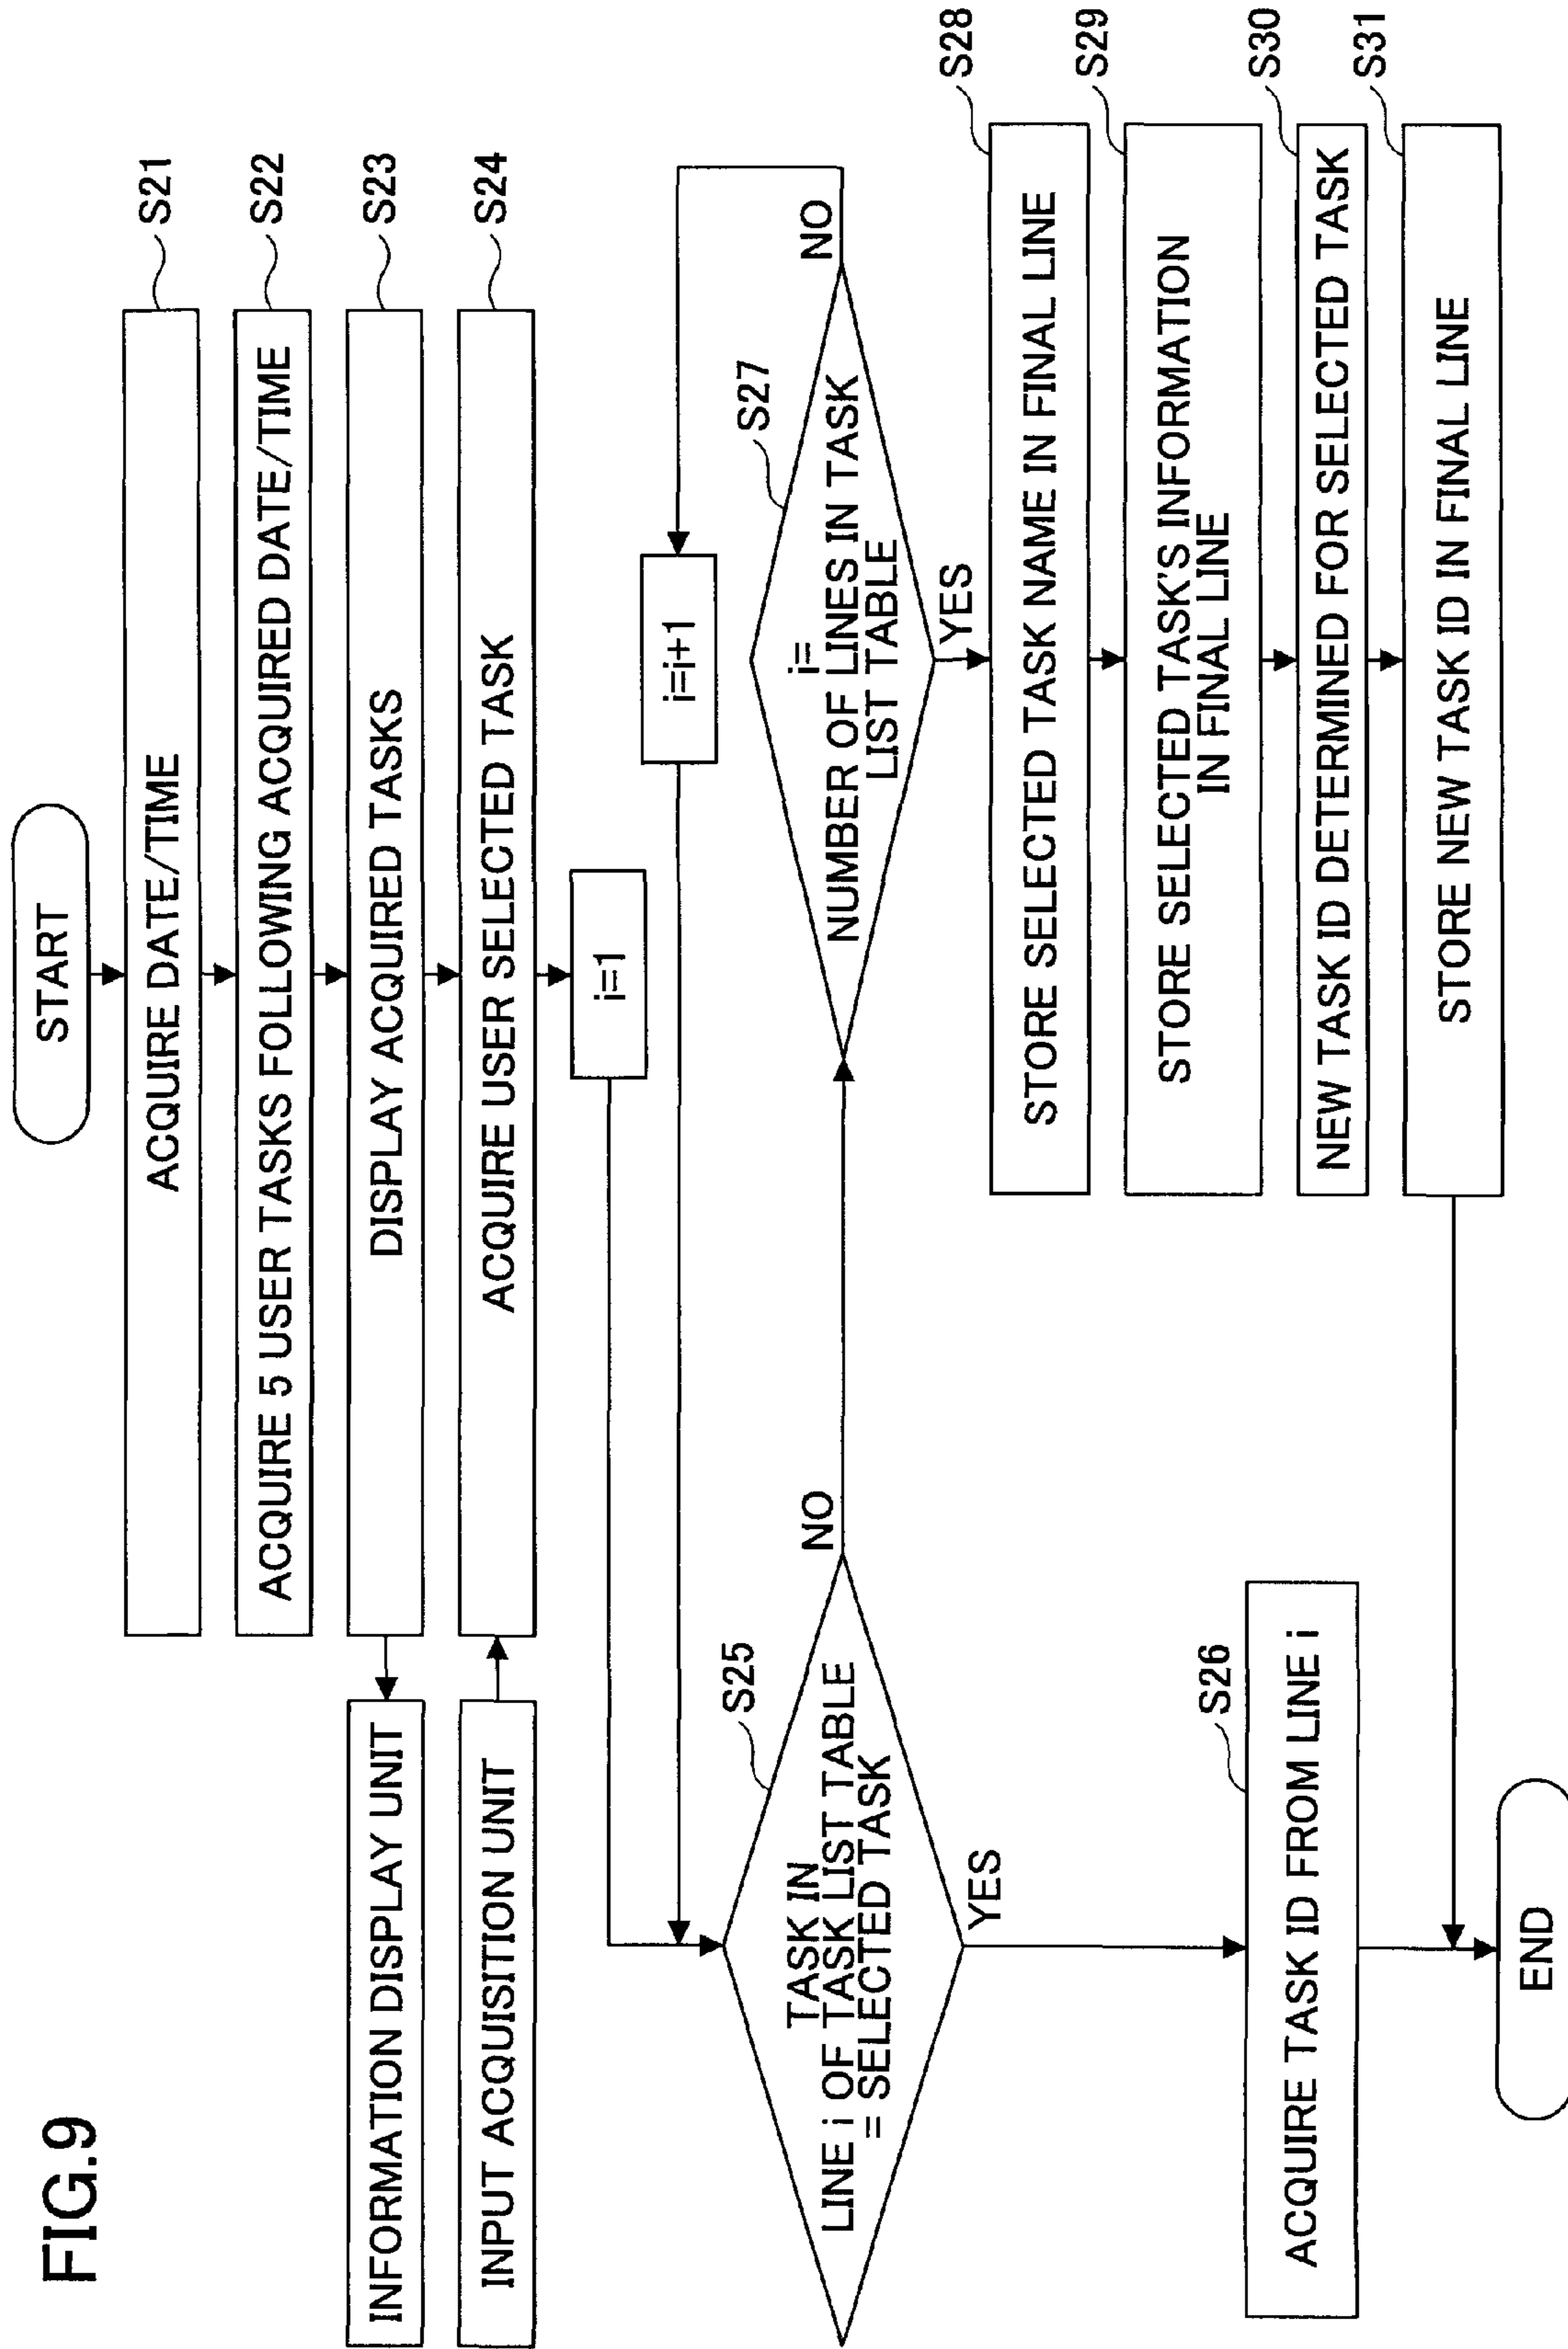 FIG.9
START
ACQUIRE DATE/TIME
S21
ACQUIRE 5 USER TASKS FOLLOWING ACQUIRED DATE/TIME
S22
INFORMATION DISPLAY UNIT
DISPLAY ACQUIRED TASKS
S23
INPUT ACQUISITION UNIT
ACQUIRE USER SELECTED TASK
S24
i=1
i=i+1
S25
TASK IN
LINE i OF TASK LIST TABLE
= SELECTED TASK
NO
YES
S27
i=
NUMBER OF LINES IN TASK
LIST TABLE
NO
YES
S26
ACQUIRE TASK ID FROM LINE i
STORE SELECTED TASK NAME IN FINAL LINE
S28
STORE SELECTED TASK'S INFORMATION
IN FINAL LINE
S29
NEW TASK ID DETERMINED FOR SELECTED TASK
S30
STORE NEW TASK ID IN FINAL LINE
S31
END